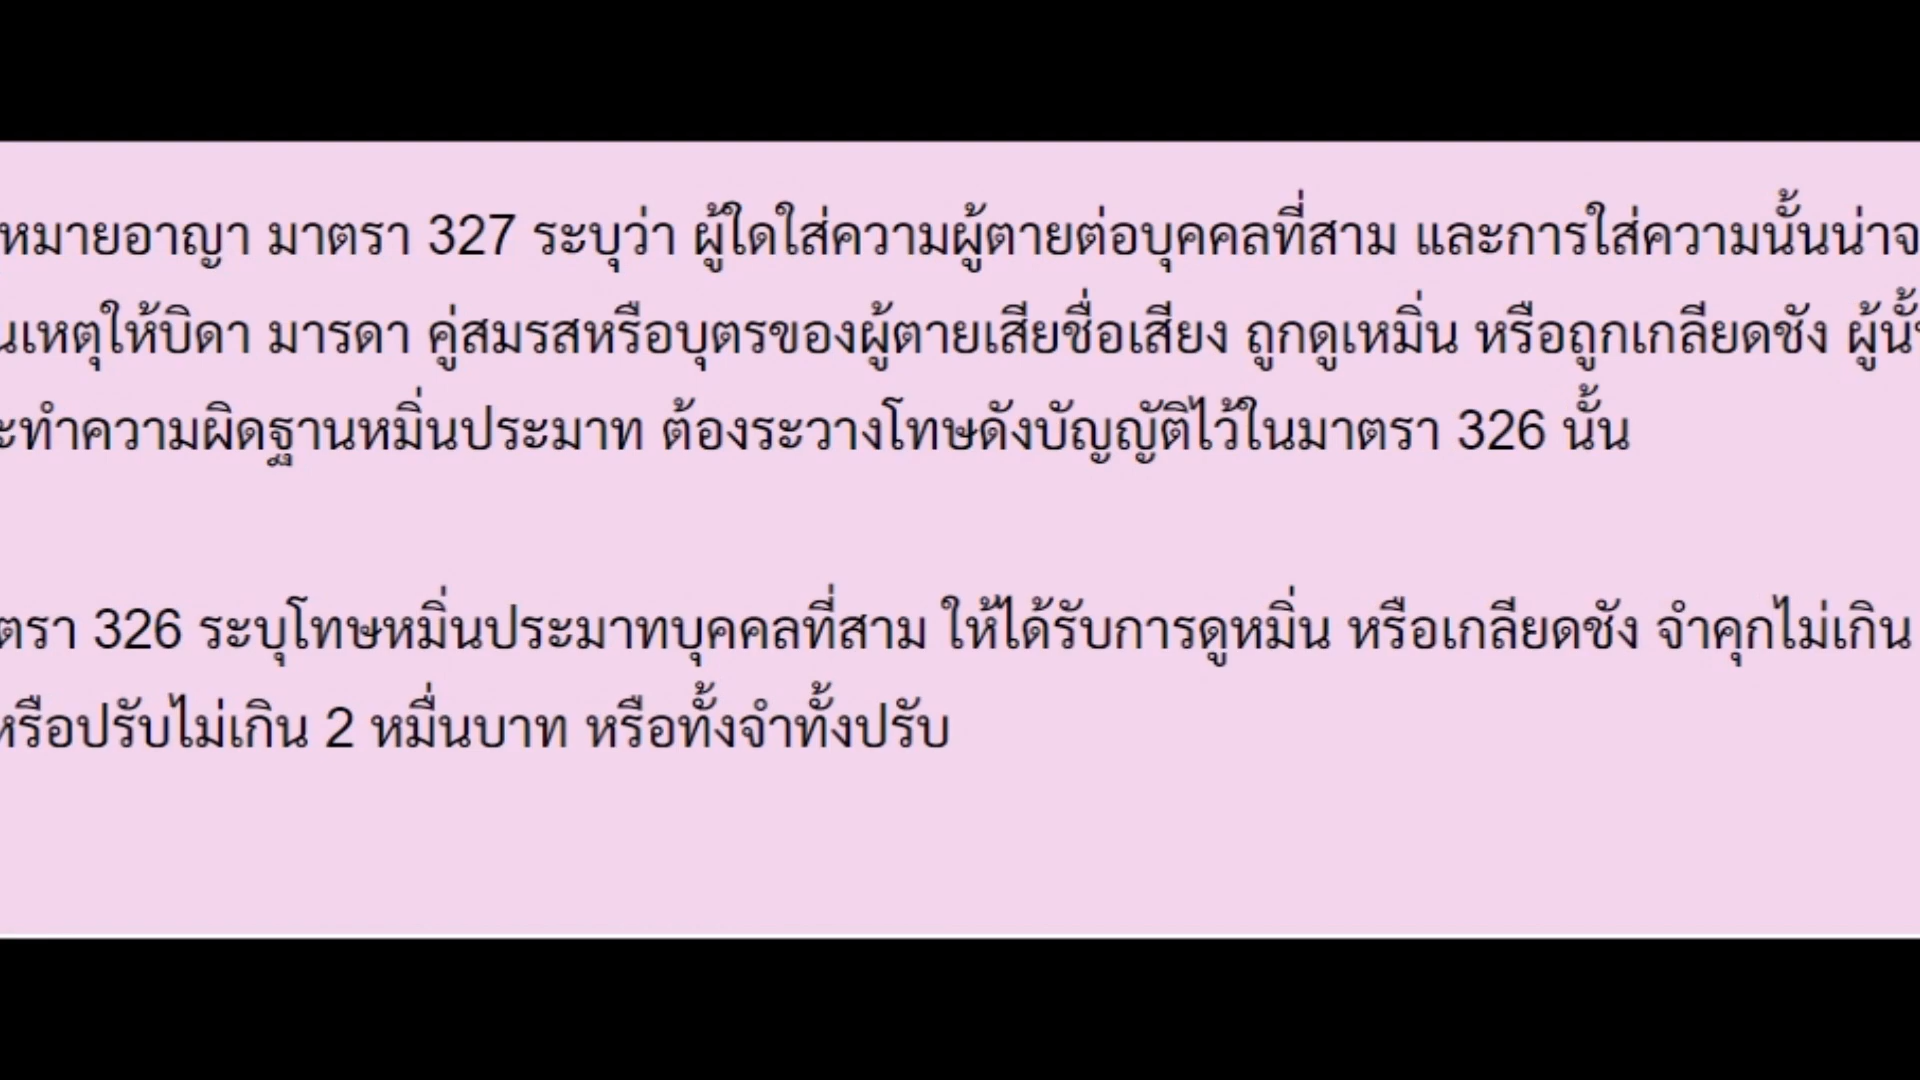 หมายอาญา มาตรา 327 ระบุว่า ผู้ใดใส่ความผู้ตายต่อบุคคลที่สาม และการใส่ความนั้นน่าจ
นเหตุให้บิดา มารดา คู่สมรสหรือบุตรของผู้ตายเสียชื่อเสียง ถูกดูเหมิ่น หรือถูกเกลียดชัง ผู้นั้
ะทำความผิดฐานหมิ่นประมาท ต้องระวางโทษดังบัญญัติไว้ในมาตรา 326 นั้น
ตรา 326 ระบุโทษหมิ่นประมาทบุคคลที่สาม ให้ได้รับการดูหมิ่น หรือเกลียดชัง จำคุกไม่เกิน
หรือปรับไม่เกิน 2 หมื่นบาท หรือทั้งจำทั้งปรับ